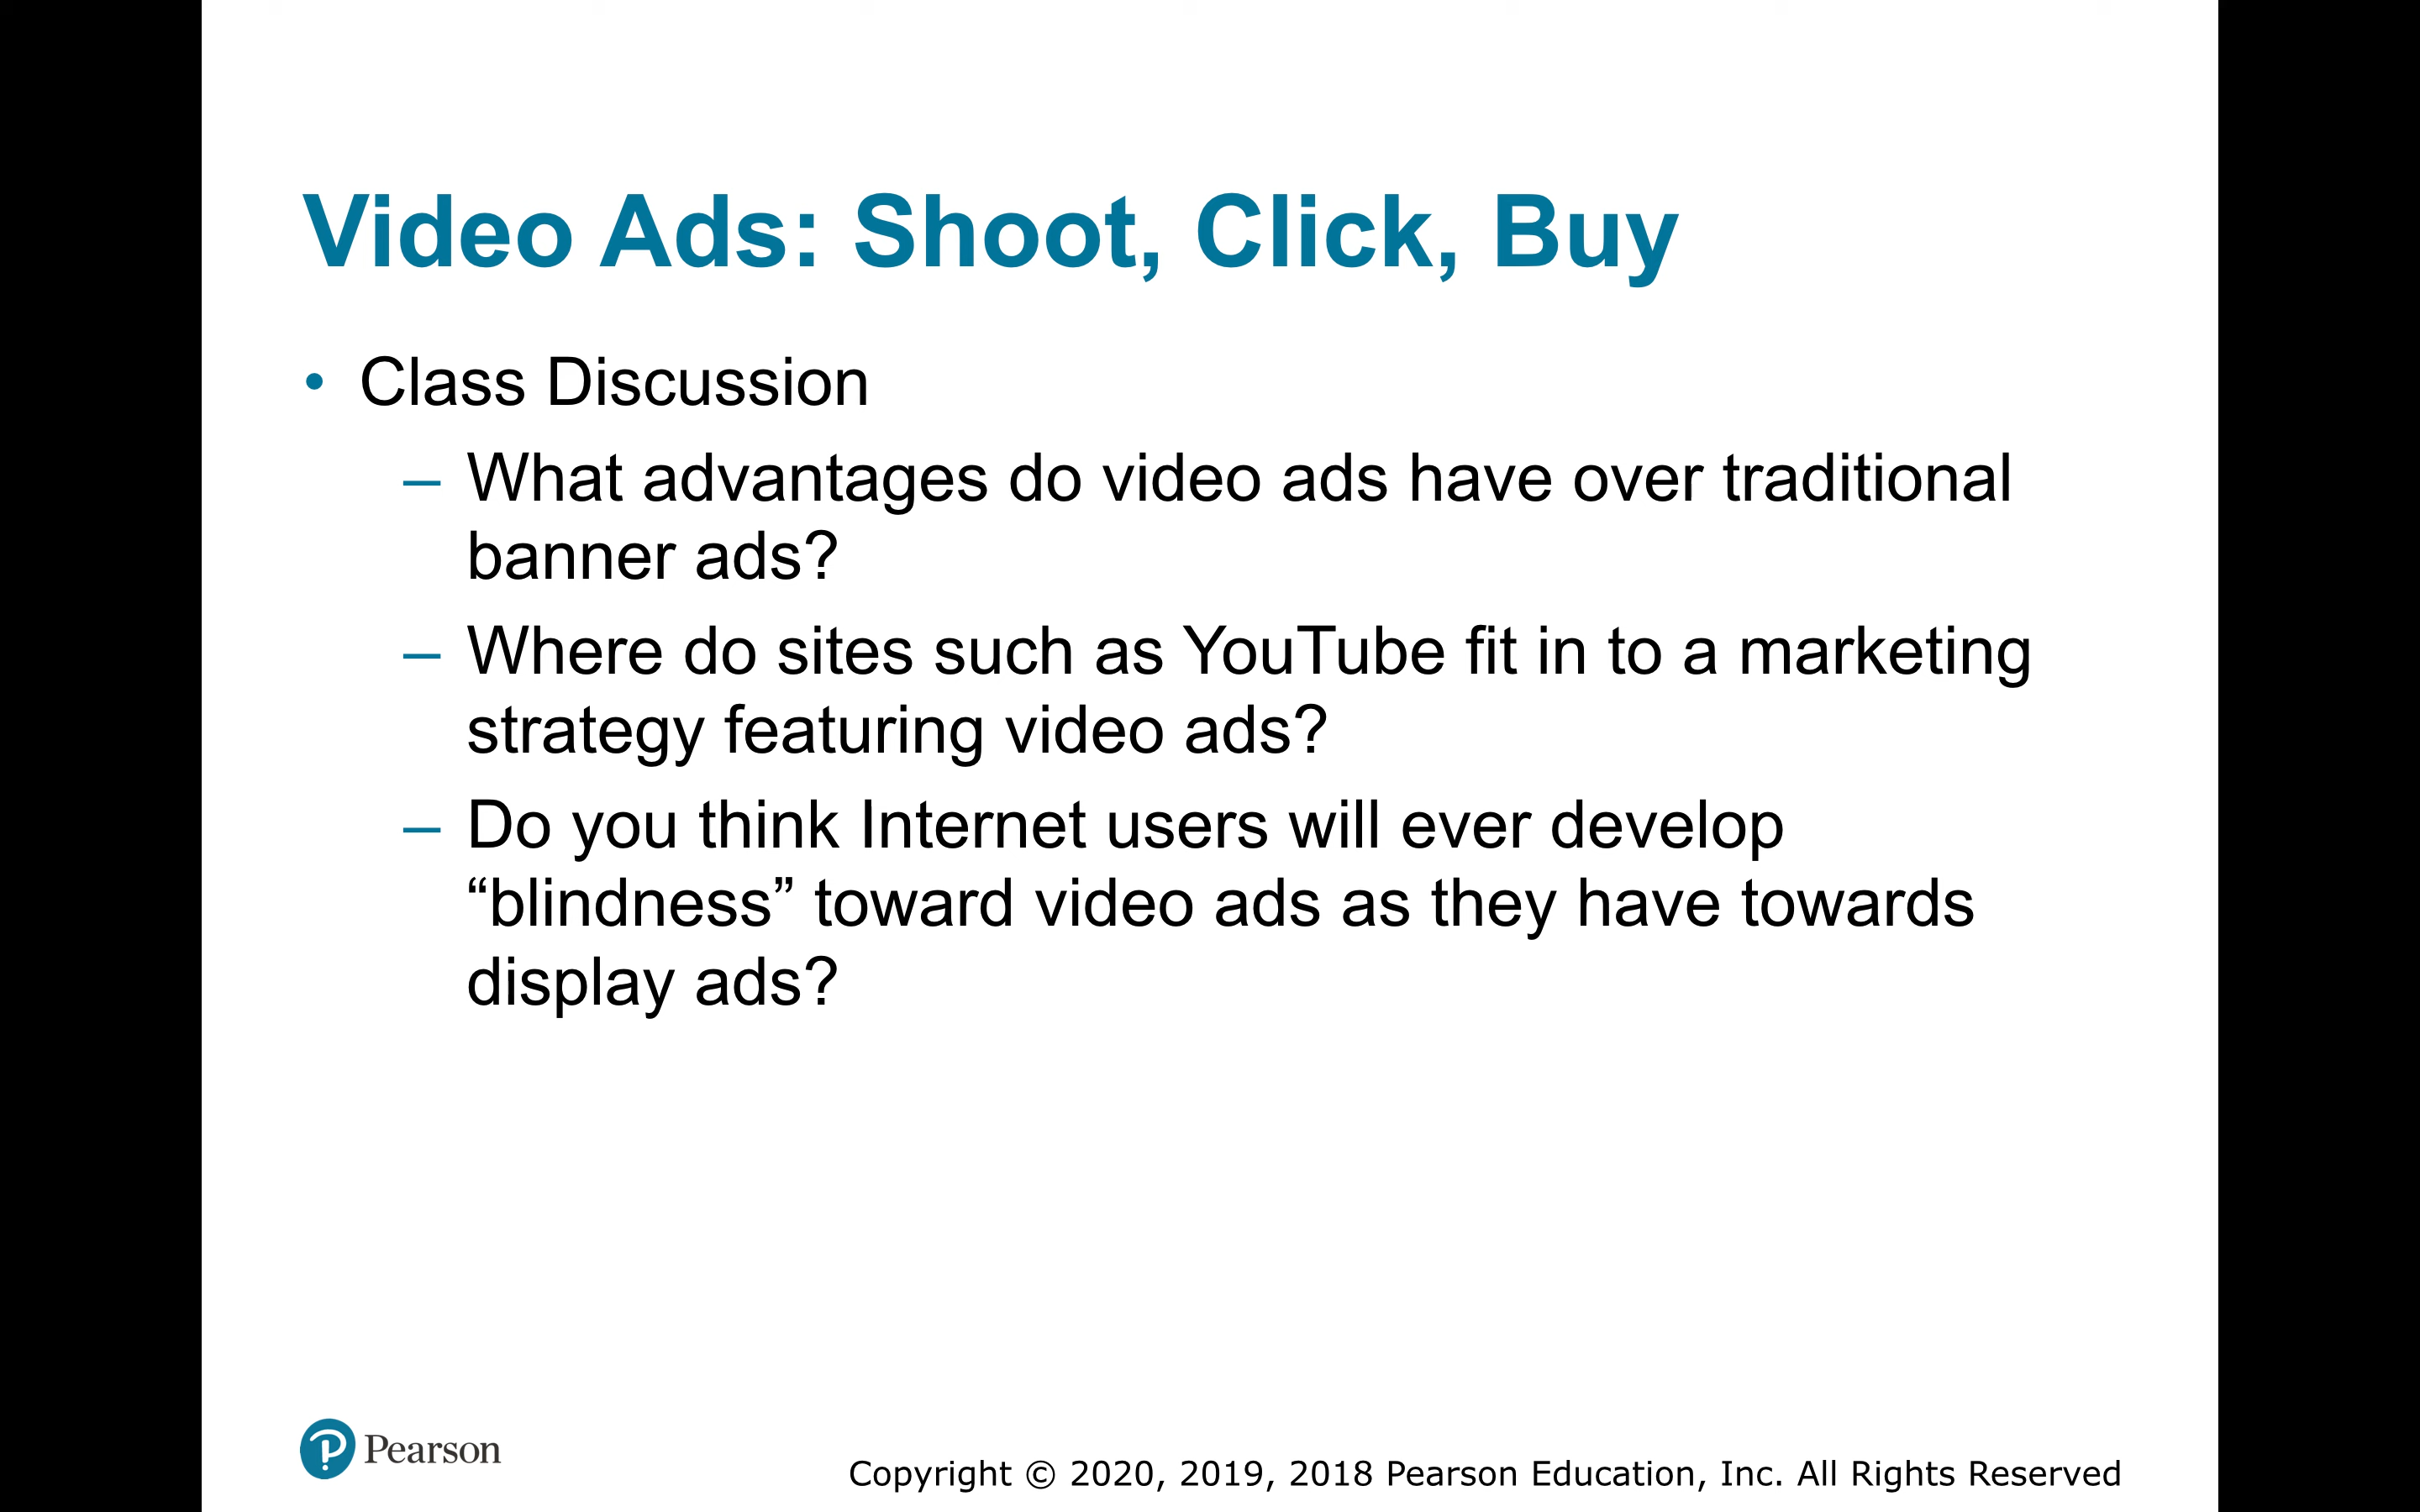 Video Ads: Shoot, Click, Buy
• Class Discussion
– What advantages do video ads have over traditional
banner ads?
– Where do sites such as YouTube fit in to a marketing
strategy featuring video ads?
– Do you think Internet users will ever develop
“blindness” toward video ads as they have towards
display ads?
P Pearson
Copyright © 2020, 2019, 2018 Pearson Education, Inc. All Rights Reserved